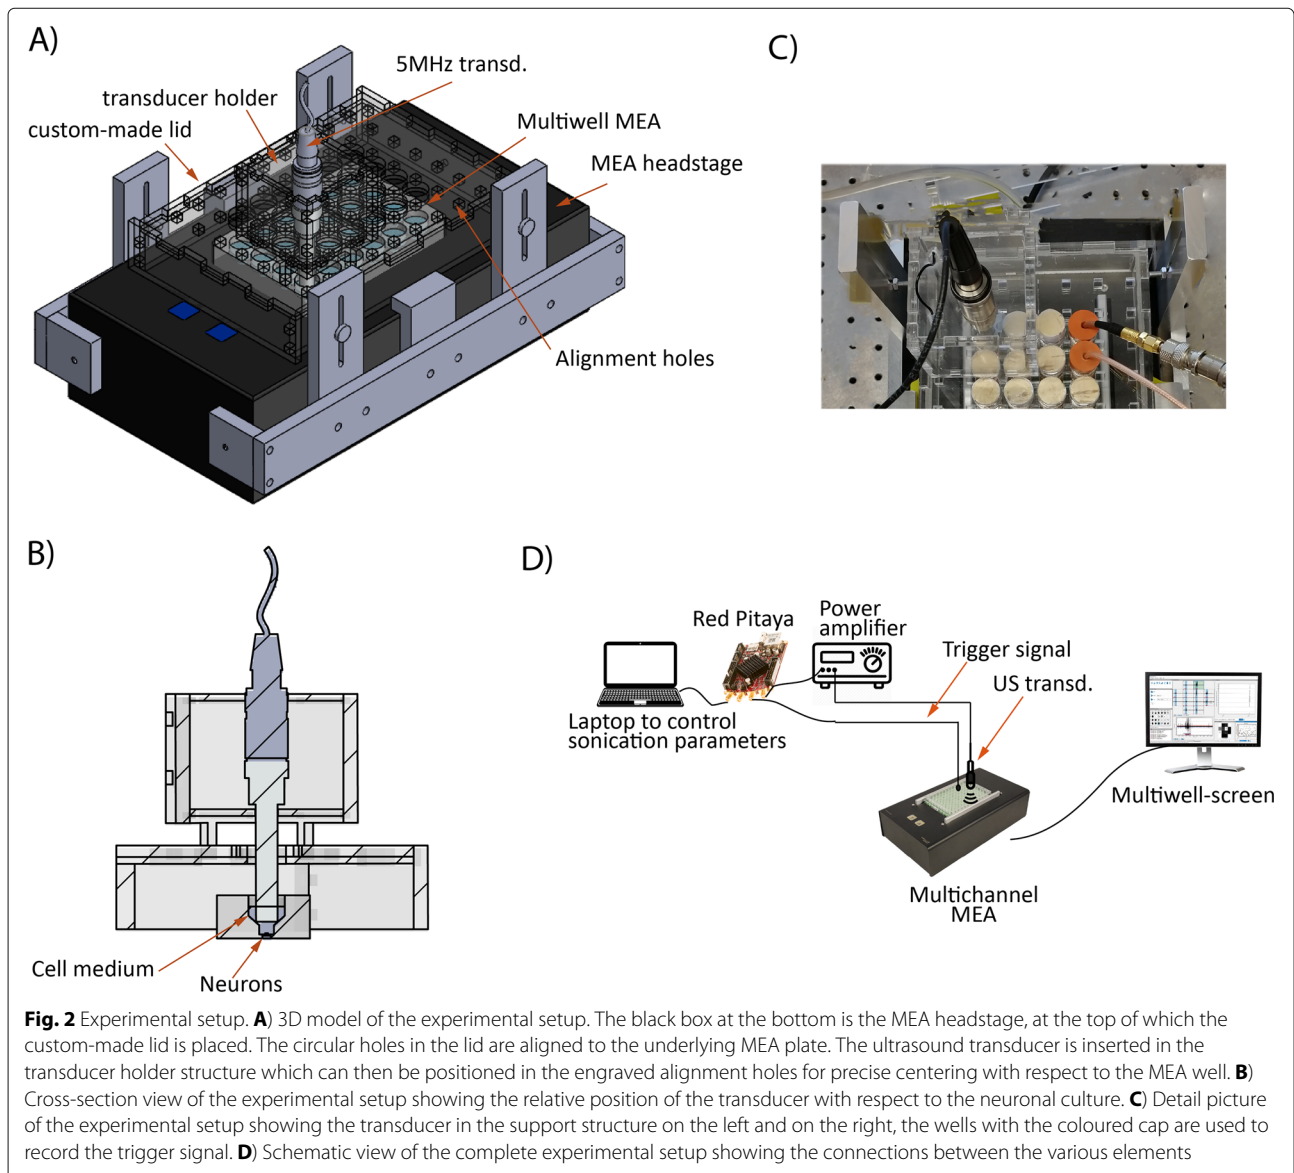 A)
5MHz transd.
transducer holder
custom-made lid
Multiwell MEA
MEA headstage
Alignment holes
C)
B)
Cell medium
Neurons
D)
Red Pitaya
Power
amplifier
Trigger signal
US transd.
Laptop to control
sonication parameters
Multiwell-screen
Multichannel
MEA
Fig. 2 Experimental setup. A) 3D model of the experimental setup. The black box at the bottom is the MEA headstage, at the top of which the
custom-made lid is placed. The circular holes in the lid are aligned to the underlying MEA plate. The ultrasound transducer is inserted in the
transducer holder structure which can then be positioned in the engraved alignment holes for precise centering with respect to the MEA well. B)
Cross-section view of the experimental setup showing the relative position of the transducer with respect to the neuronal culture. C) Detail picture
of the experimental setup showing the transducer in the support structure on the left and on the right, the wells with the coloured cap are used to
record the trigger signal. D) Schematic view of the complete experimental setup showing the connections between the various elements